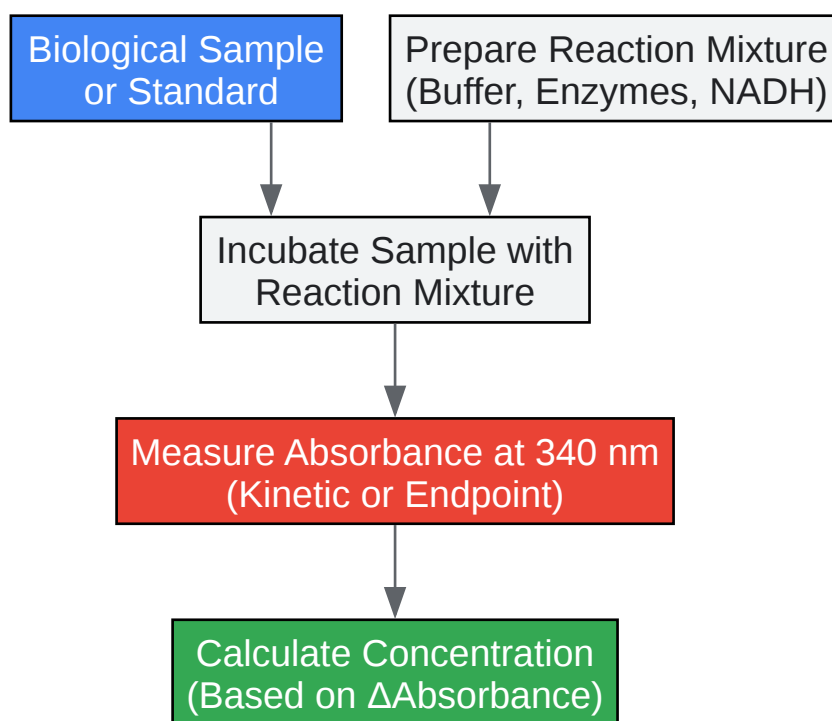 Biological Sample
or Standard
Prepare Reaction Mixture
(Buffer, Enzymes, NADH)
Incubate Sample with
Reaction Mixture
Measure Absorbance at 340 nm
(Kinetic or Endpoint)
Calculate Concentration
(Based on ΔAbsorbance)